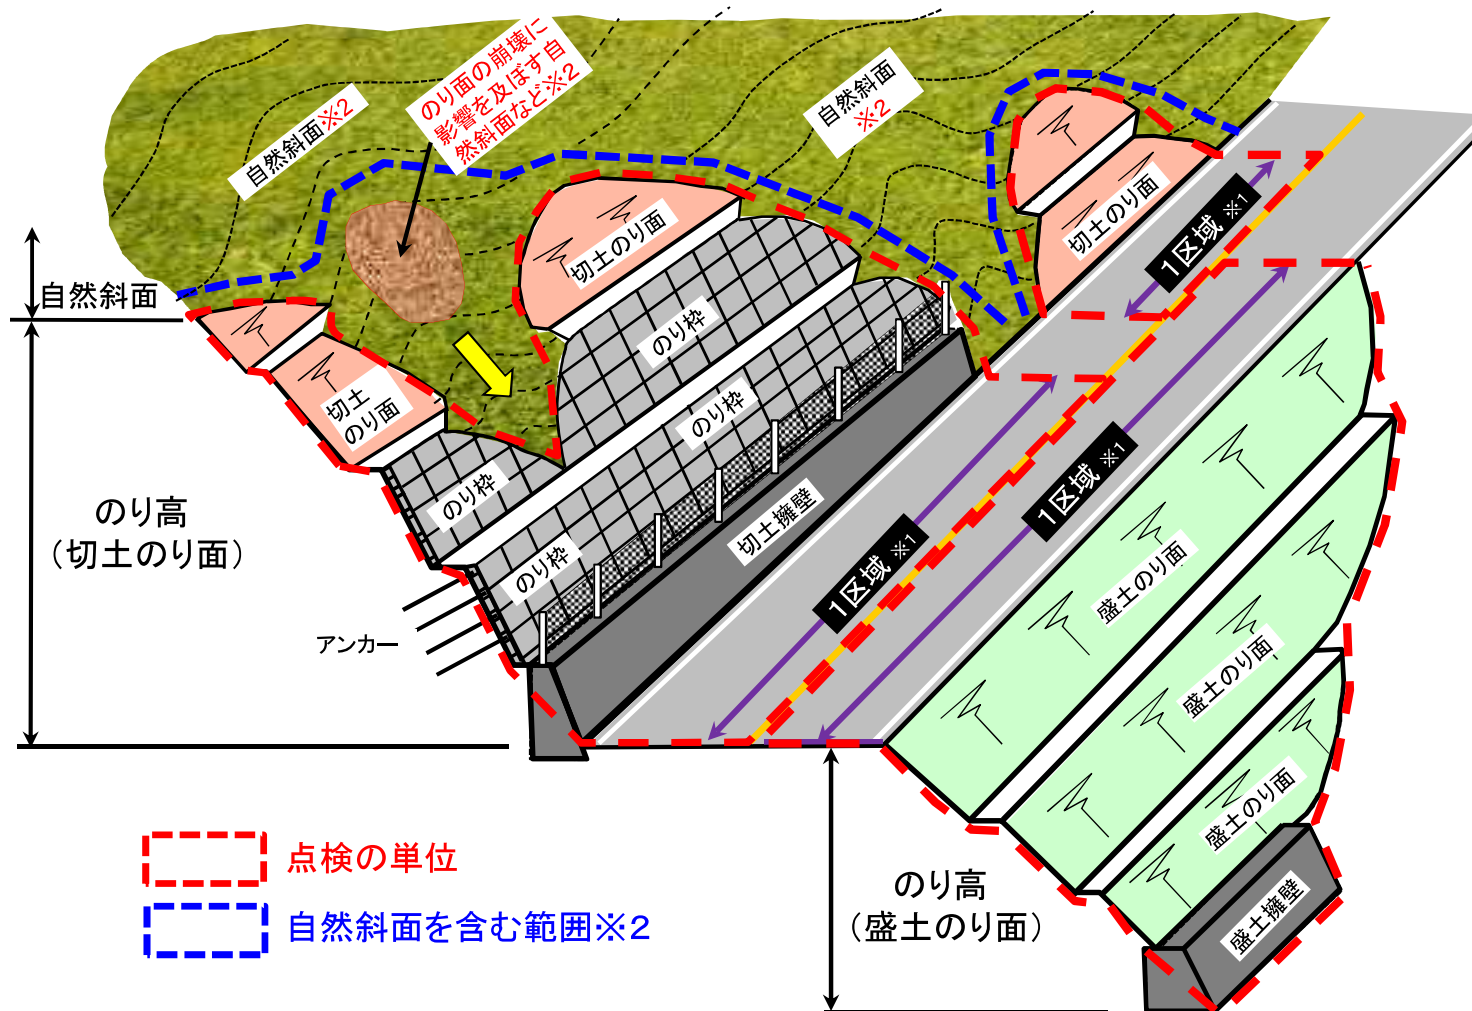 のり面の崩壊に
影響を及ぼす自
然斜面など※2
自然斜面※2
自然斜面
※2
自然斜面
切土のり面
切土のり面
1区域 ※1
のり枠
切土
のり面
のり枠
のり枠
のり枠
切土擁壁
1区域 ※1
1区域 ※1
のり高
（切土のり面）
アンカー
盛土のり面
盛土のり面
盛土のり面
盛土擁壁
のり高
（盛土のり面）
点検の単位
自然斜面を含む範囲※2